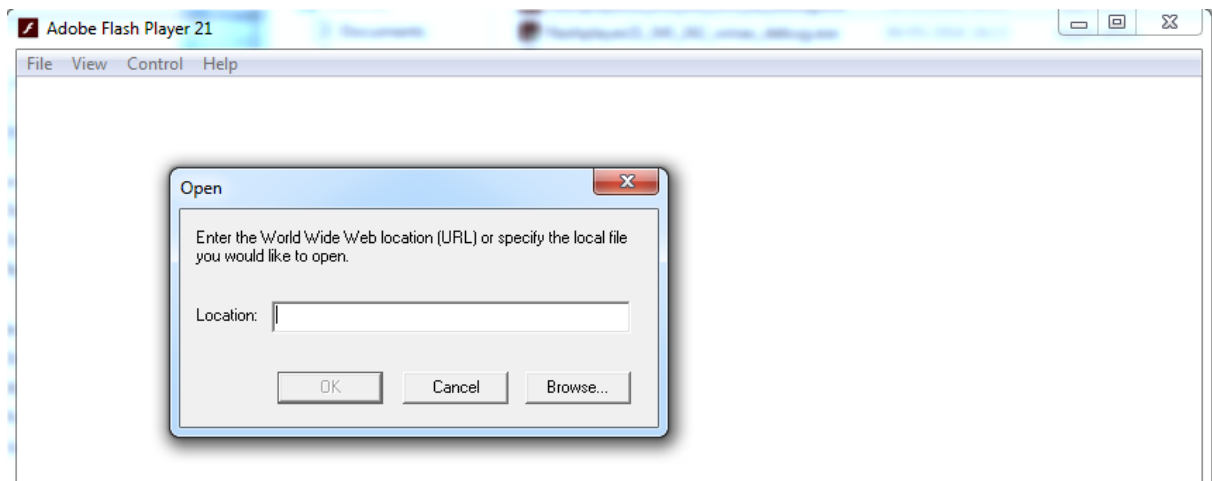 Adobe Flash Player 21
File View Control Help
Open
Enter the World Wide Web location (URL) or specify the local file
you would like to open.
Location:
OK Cancel Browse...